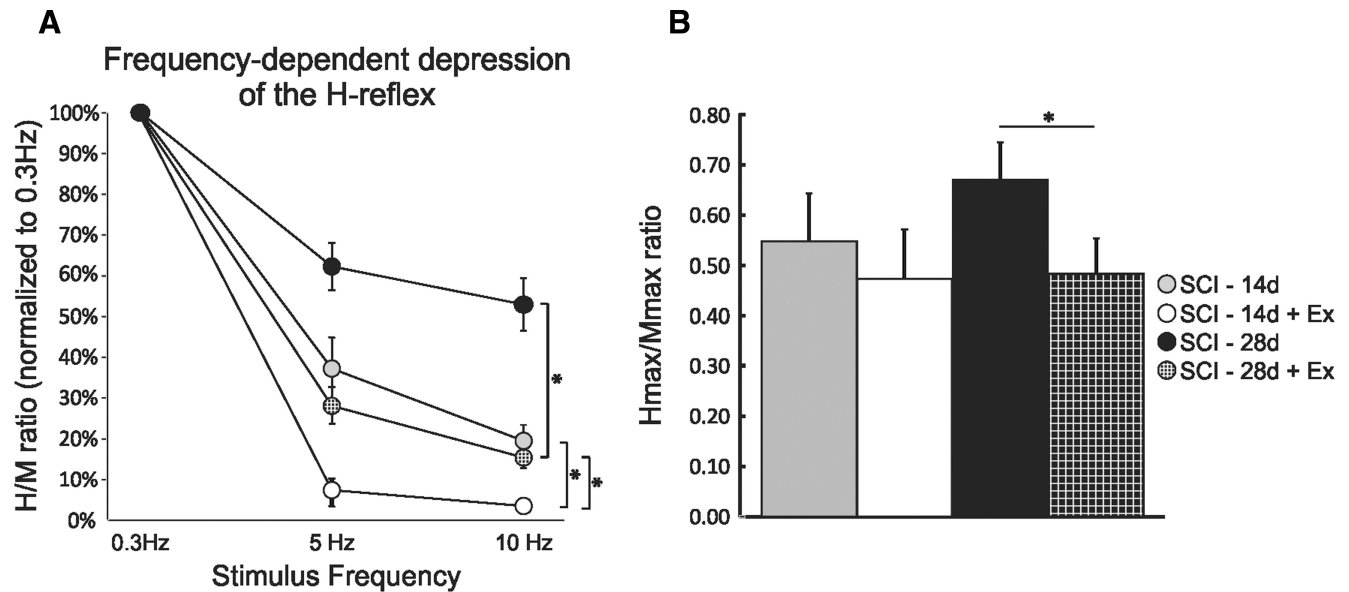 A
Frequency-dependent depression
of the H-reflex
H/M ratio (normalized to 0.3Hz)
100%
90%
80%
70%
60%
50%
40%
30%
20%
10%
0%
*
*
*
0.3Hz
5 Hz
10 Hz
Stimulus Frequency
B
Hmax/Mmax ratio
0.80
0.70
0.60
0.50
0.40
0.30
0.20
0.10
0.00
*
SCI - 14d
SCI - 14d + Ex
SCI - 28d
SCI - 28d + Ex